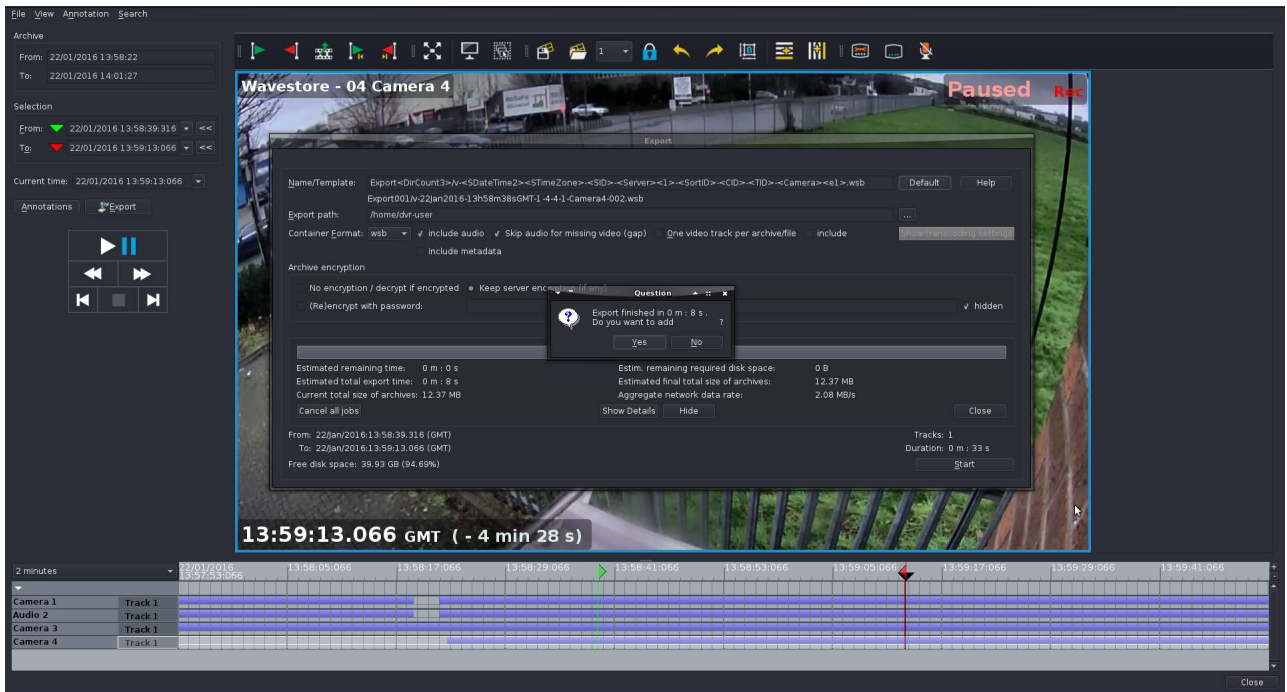 File View Annotation Search
Archive
From: 22/01/2016 13:58:22
To: 22/01/2016 14:01:27
Selection
From: 22/01/2016 13:58:39:316 <<
To: 22/01/2016 13:59:13:066 <<
Current time: 22/01/2016 13:59:13:066
Annotations Export
1
Wavestore - 04 Camera 4 Paused Rec
Export
Name/Template: Export<DirCount3>/v-<SDateTime2><STimeZone>-<SID>-<Server><1>-<SortID>-<CID>-<TID>-<Camera><e1>.wsb Default Help
Export001/v-22Jan2016-13h58m38sGMT-1-4-4-1-Camera4-002.wsb
Export path: /home/dvr-user ...
Container Format: wsb include audio Skip audio for missing video (gap) One video track per archive/file include Show transcoding settings
include metadata
Archive encryption
No encryption / decrypt if encrypted Keep server encryption (if any)
(Re)encrypt with password: hidden
Question
Export finished in 0 m : 8 s .
Do you want to add ?
Yes No
Estimated remaining time: 0 m : 0 s Estim. remaining required disk space: 0 B
Estimated total export time: 0 m : 8 s Estimated final total size of archives: 12.37 MB
Current total size of archives: 12.37 MB Aggregate network data rate: 2.08 MB/s
Cancel all jobs Show Details Hide Close
From: 22/Jan/2016:13:58:39.316 (GMT) Tracks: 1
To: 22/Jan/2016:13:59:13.066 (GMT) Duration: 0 m : 33 s
Free disk space: 39.93 GB (94.69%) Start
13:59:13.066 GMT ( - 4 min 28 s)
2 minutes 22/01/2016 13:58:05:066 13:58:17:066 13:58:29:066 13:58:41:066 13:58:53:066 13:59:05:066 13:59:17:066 13:59:29:066 13:59:41:066
13:57:53:066
Camera 1 Track 1
Audio 2 Track 1
Camera 3 Track 1
Camera 4 Track 1
Close